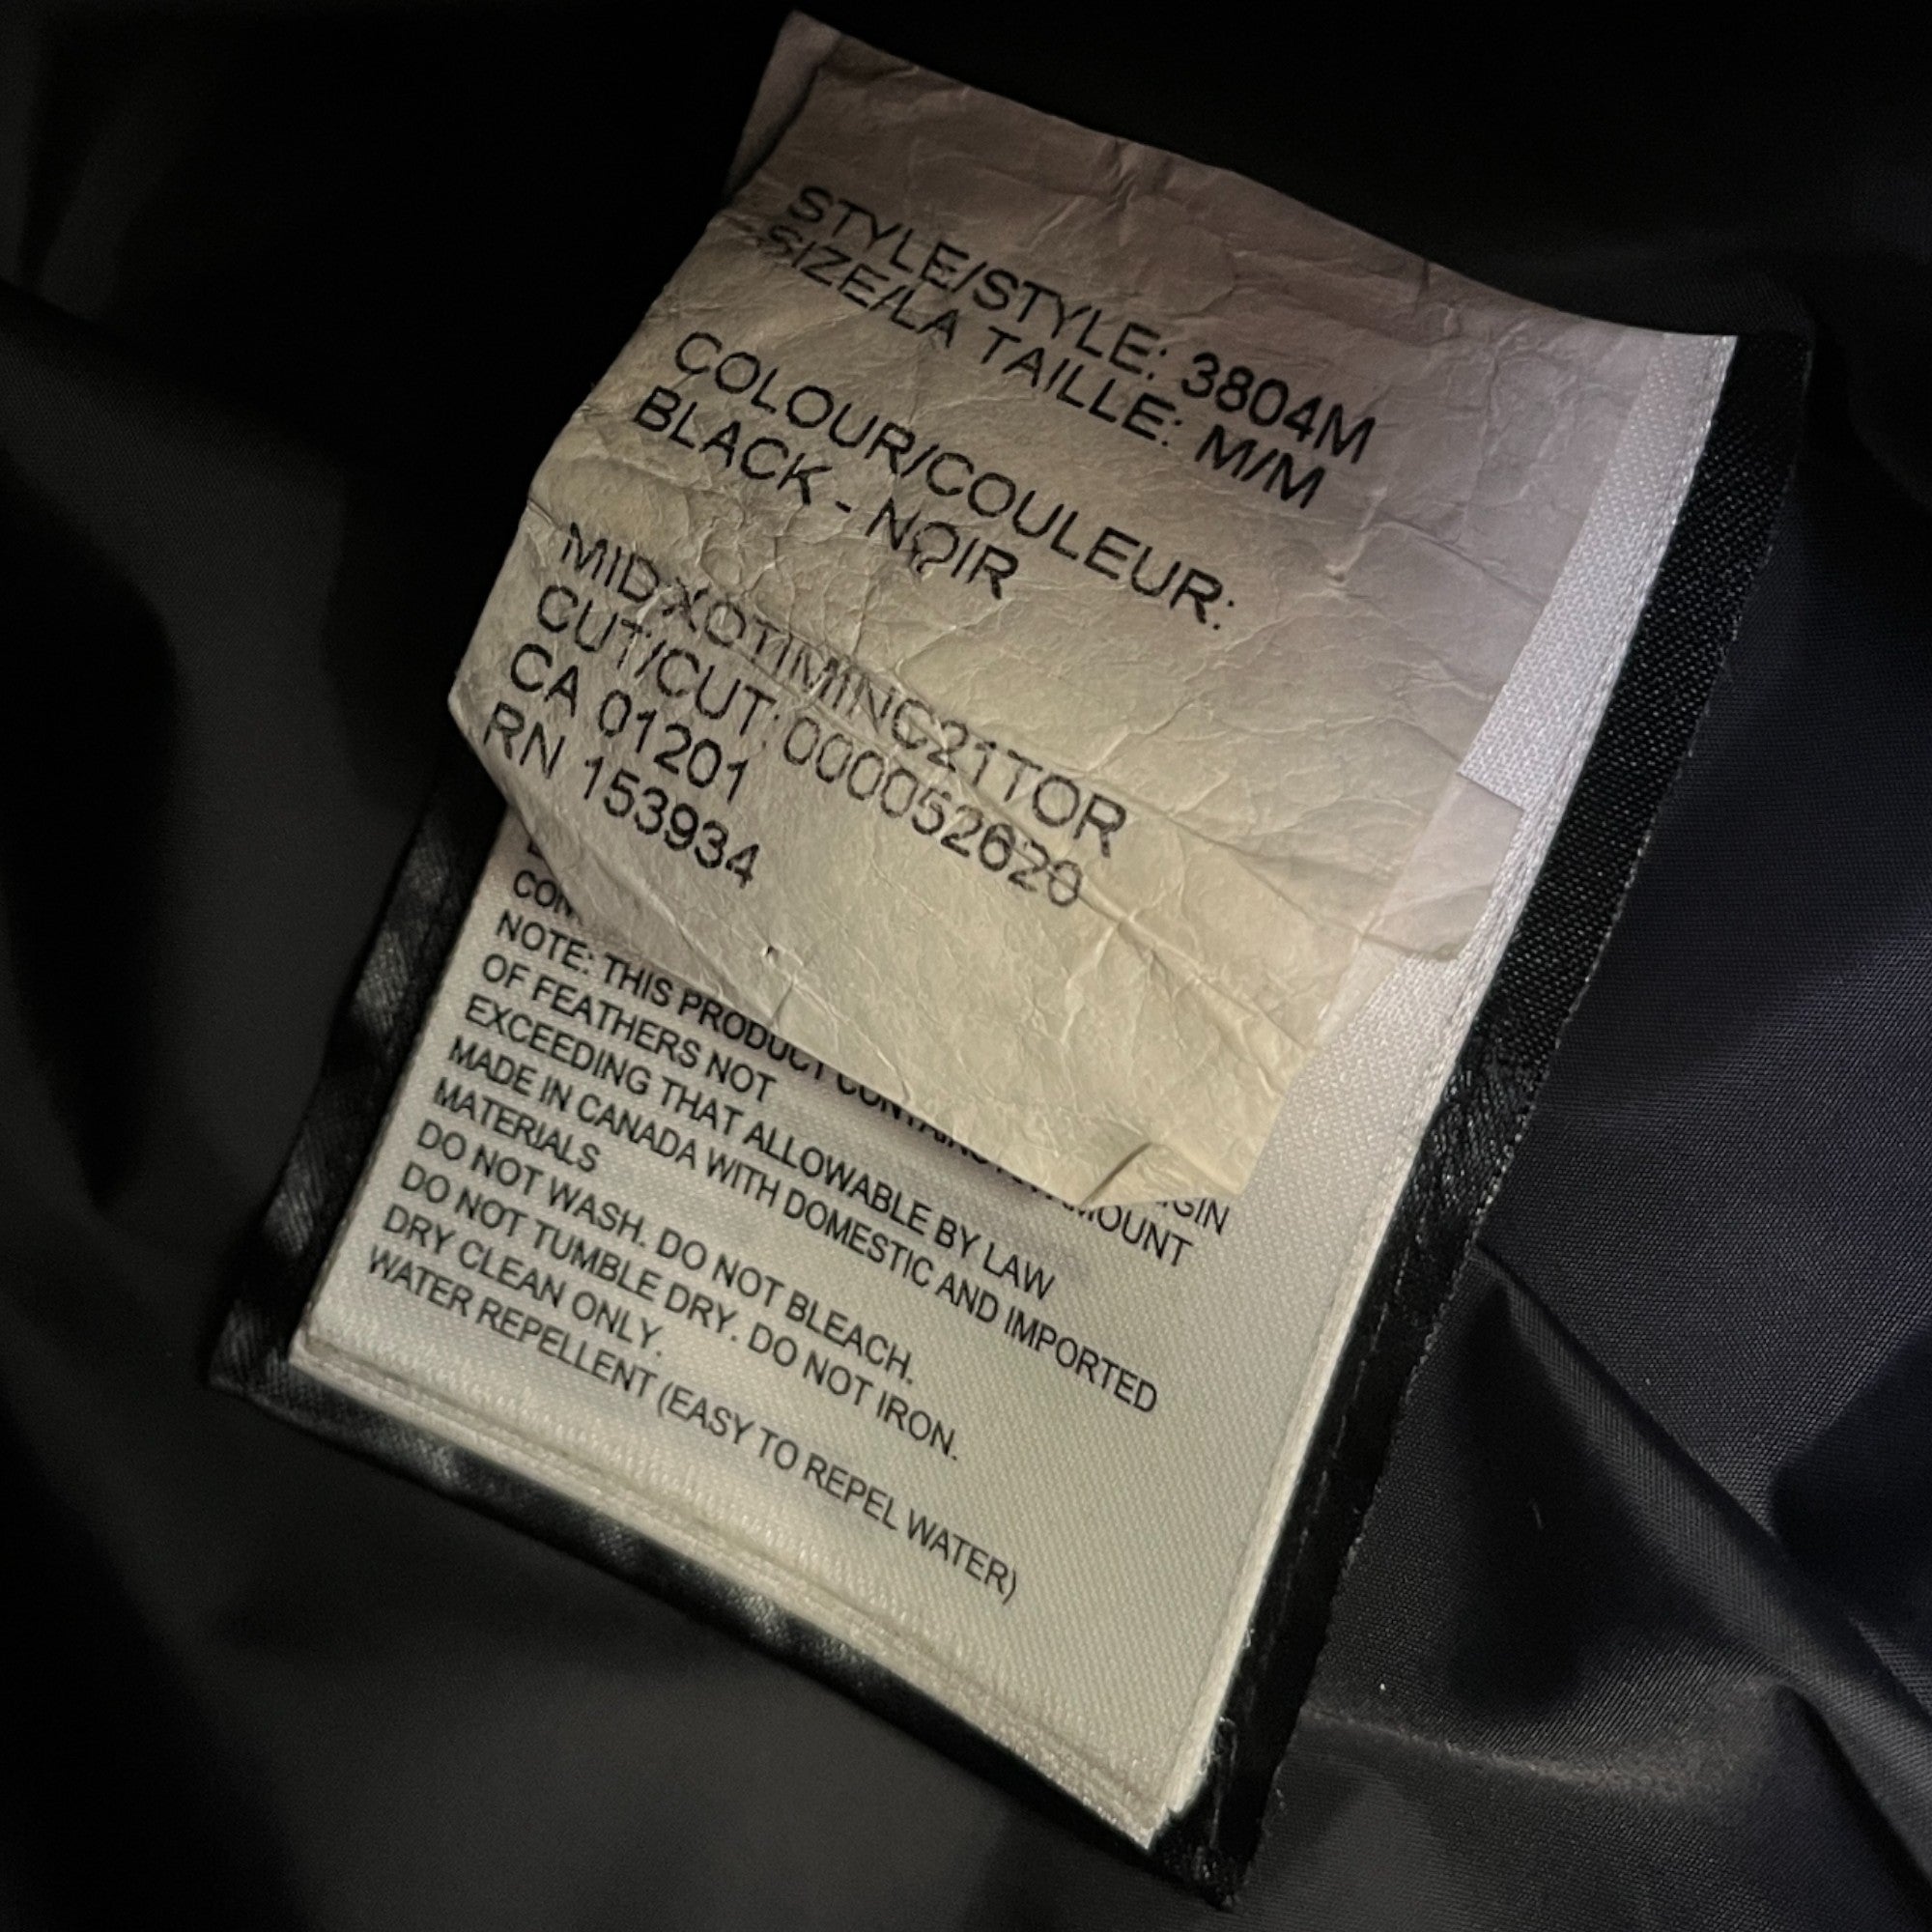 STYLE/STYLE: 3804M
SIZE/LA TAILLE: M/M
COLOUR/COULEUR:
BLACK - NOIR
MIDXOTIMINC21TOR
CUT/CUT: 000052620
CA 01201
RN 153934
NOTE: THIS PRODUCT
OF FEATHERS NOT
EXCEEDING THAT ALLOWABLE BY LAW
MADE IN CANADA WITH DOMESTIC AND IMPORTED
MATERIALS
DO NOT WASH. DO NOT BLEACH.
DO NOT TUMBLE DRY. DO NOT IRON.
DRY CLEAN ONLY.
WATER REPELLENT (EASY TO REPEL WATER)